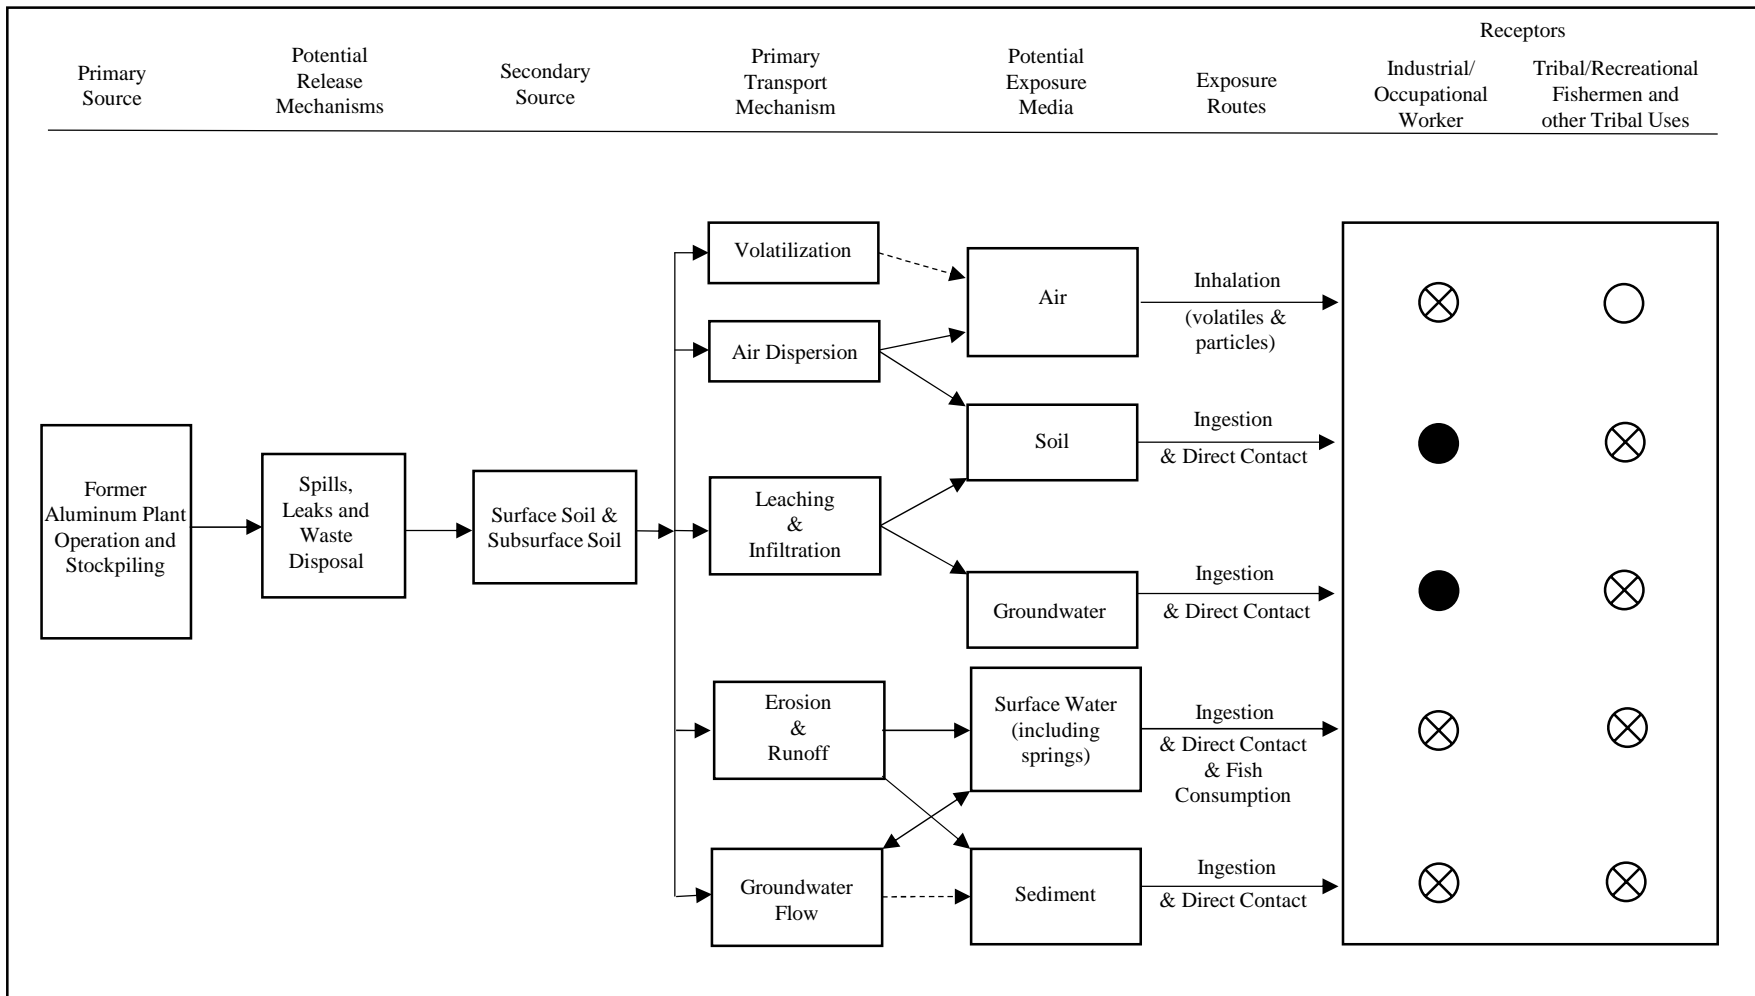 Receptors
Primary
Source
Potential
Release
Mechanisms
Secondary
Source
Primary
Transport
Mechanism
Potential
Exposure
Media
Exposure
Routes
Industrial/
Occupational
Worker
Tribal/Recreational
Fishermen and
other Tribal Uses
Former
Aluminum Plant
Operation and
Stockpiling
Spills,
Leaks and
Waste
Disposal
Surface Soil &
Subsurface Soil
Volatilization
Air Dispersion
Leaching
&
Infiltration
Erosion
&
Runoff
Groundwater
Flow
Air
Soil
Groundwater
Surface Water
(including
springs)
Sediment
Inhalation
(volatiles &
particles)
Ingestion
& Direct Contact
Ingestion
& Direct Contact
Ingestion
& Direct Contact
& Fish
Consumption
Ingestion
& Direct Contact